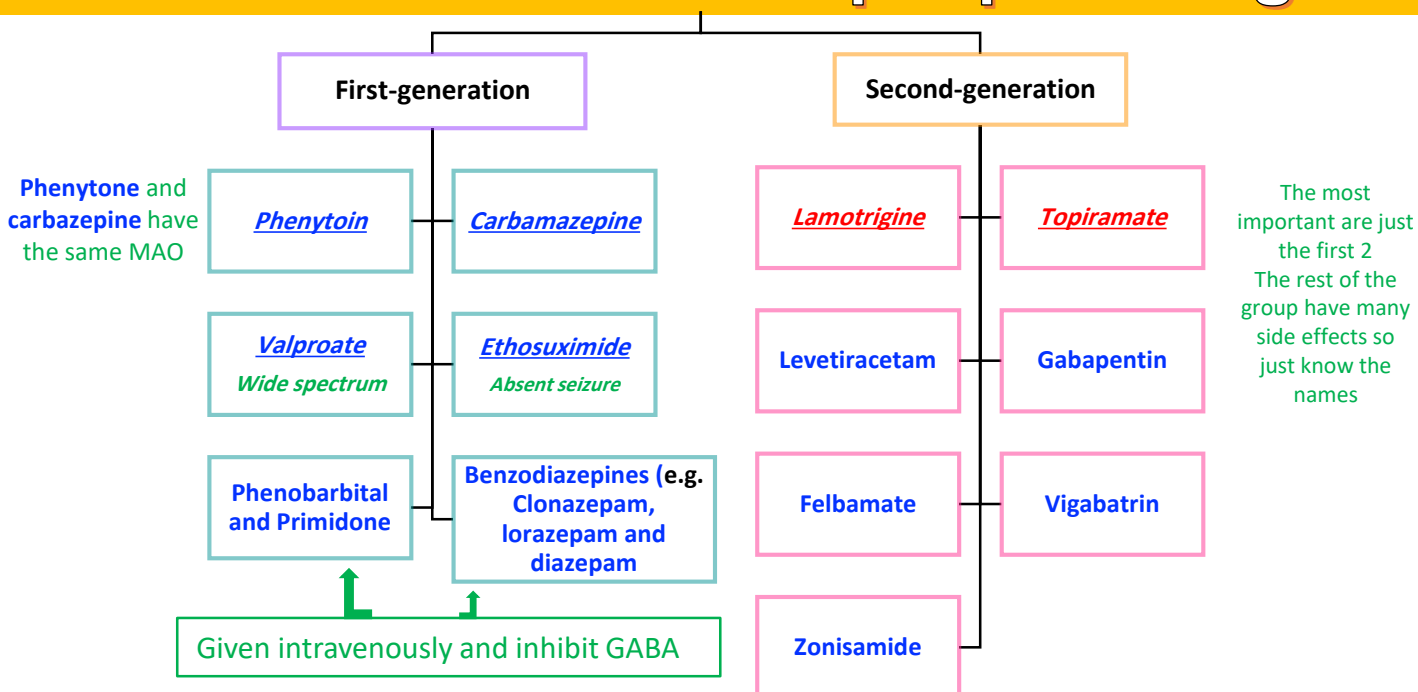 First-generation
Second-generation
Phenytone and
carbazepine have
the same MAO
Phenytoin
Carbamazepine
Lamotrigine
Topiramate
The most
important are just
the first 2
The rest of the
group have many
side effects so
just know the
names
Valproate
Wide spectrum
Ethosuximide
Absent seizure
Levetiracetam
Gabapentin
Phenobarbital
and Primidone
Benzodiazepines (e.g.
Clonazepam,
lorazepam and
diazepam
Felbamate
Vigabatrin
Given intravenously and inhibit GABA
Zonisamide